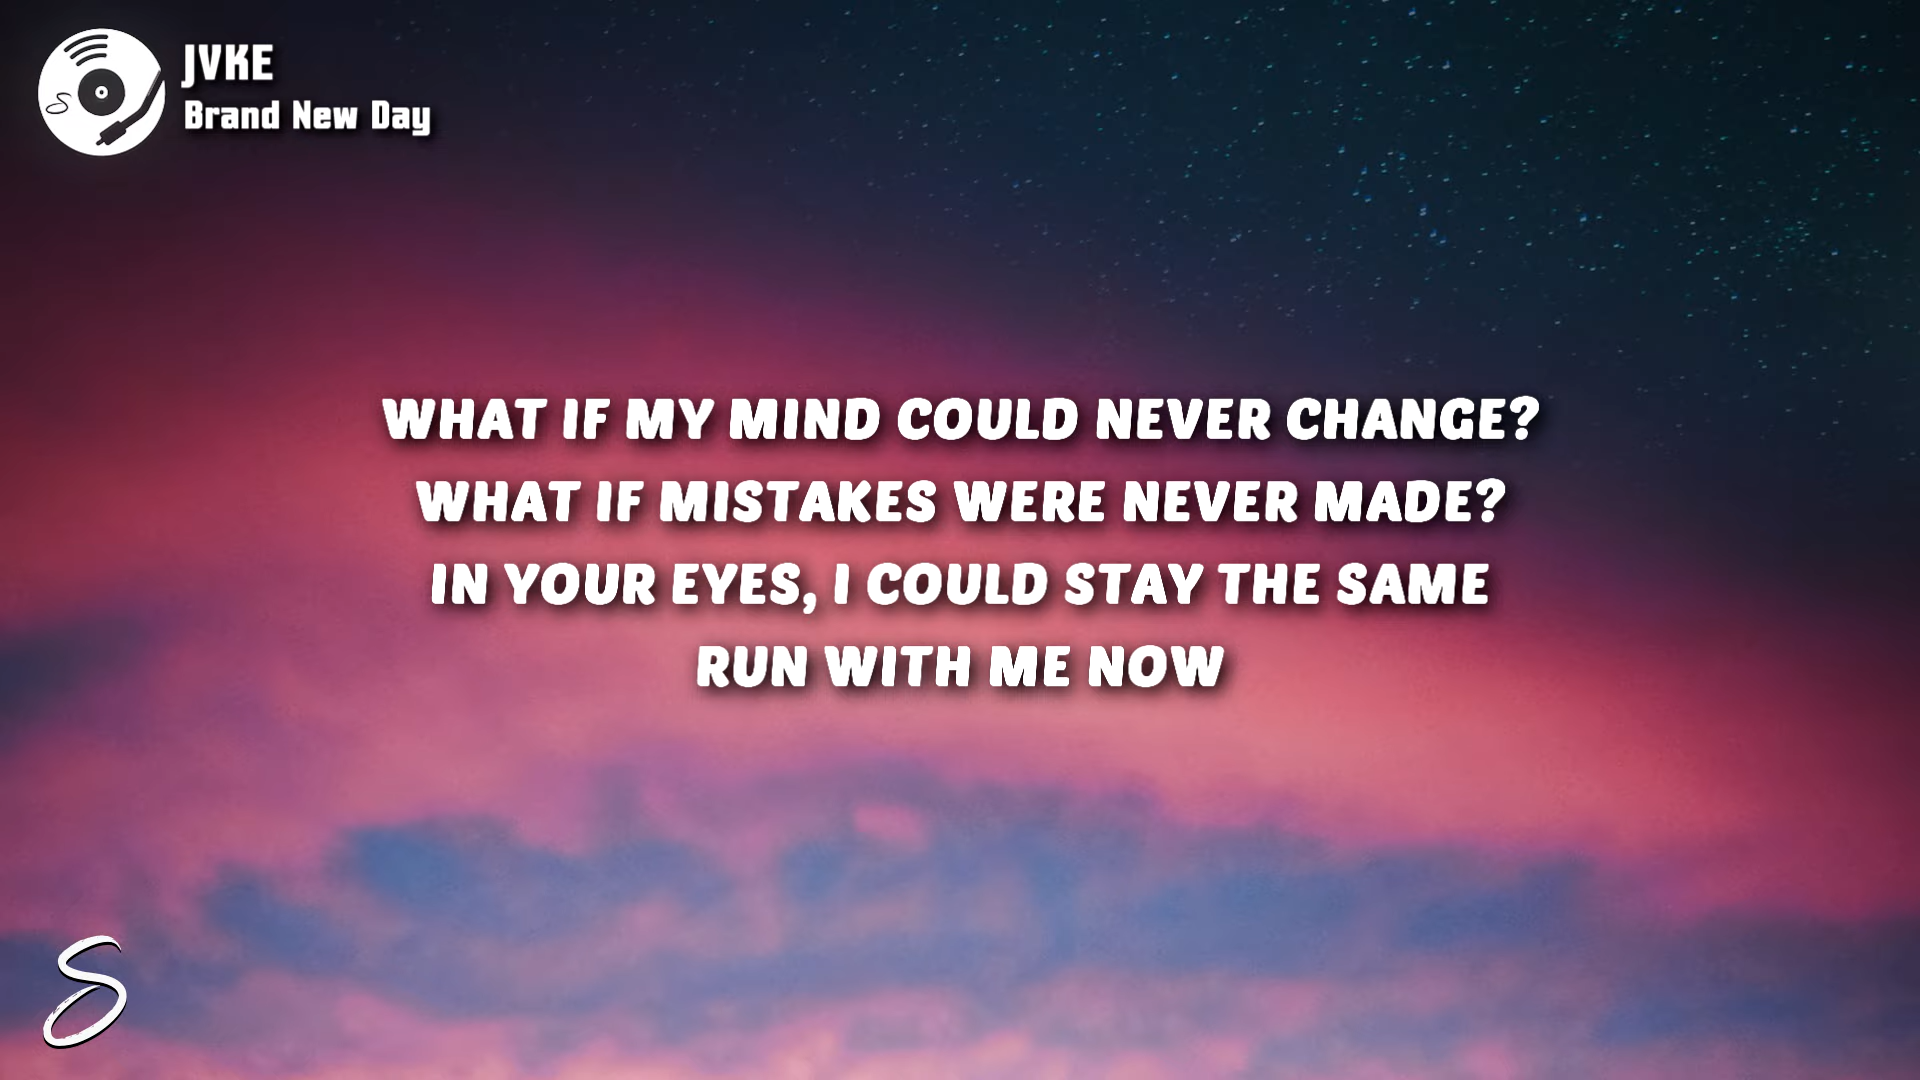 JVKE
Brand New Day
WHAT IF MY MIND COULD NEVER CHANGE?
WHAT IF MISTAKES WERE NEVER MADE?
IN YOUR EYES, I COULD STAY THE SAME
RUN WITH ME NOW
S